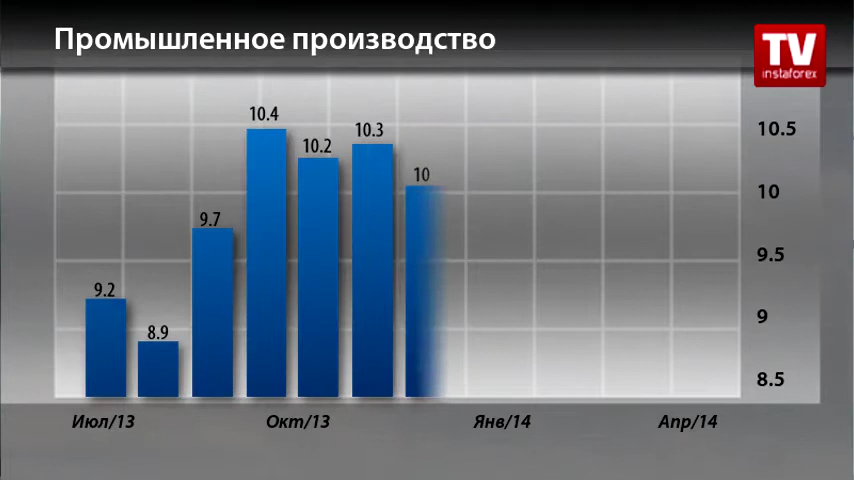 Промышленное производство
TV
instaforex
10.4
10.3
10.2
10
9.7
9.2
8.9
10.5
10
9.5
9
8.5
Июл/13
Окт/13
Янв/14
Апр/14